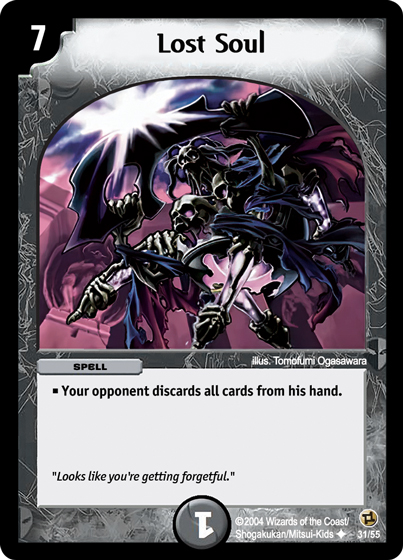 7
Lost Soul
illus. Tomofumi Ogasawara
SPELL
▪ Your opponent discards all cards from his hand.
"Looks like you're getting forgetful."
1
©2004 Wizards of the Coast/
Shogakukan/Mitsui-Kids ✦ 31/55